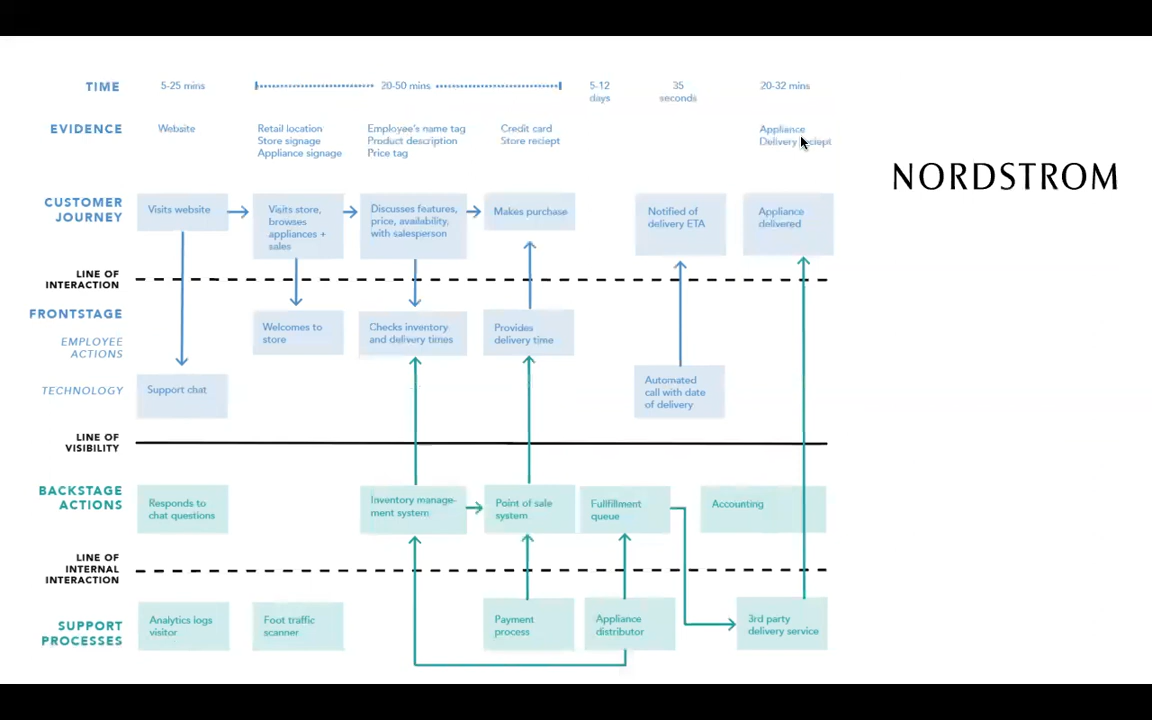 TIME
5-25 mins
20-50 mins
5-12
days
35
seconds
20-32 mins
EVIDENCE
Website
Retail location
Store signage
Appliance signage
Employee's name tag
Product description
Price tag
Credit card
Store reciept
Appliance
Delivery reciept
NORDSTROM
CUSTOMER
JOURNEY
Visits website
Visits store,
browses
appliances +
sales
Discusses features,
price, availability,
with salesperson
Makes purchase
Notified of
delivery ETA
Appliance
delivered
LINE OF
INTERACTION
FRONTSTAGE
EMPLOYEE
ACTIONS
Welcomes to
store
Checks inventory
and delivery times
Provides
delivery time
TECHNOLOGY
Support chat
Automated
call with date
of delivery
LINE OF
VISIBILITY
BACKSTAGE
ACTIONS
Responds to
chat questions
Inventory manage-
ment system
Point of sale
system
Fullfillment
queue
Accounting
LINE OF
INTERNAL
INTERACTION
SUPPORT
PROCESSES
Analytics logs
visitor
Foot traffic
scanner
Payment
process
Appliance
distributor
3rd party
delivery service